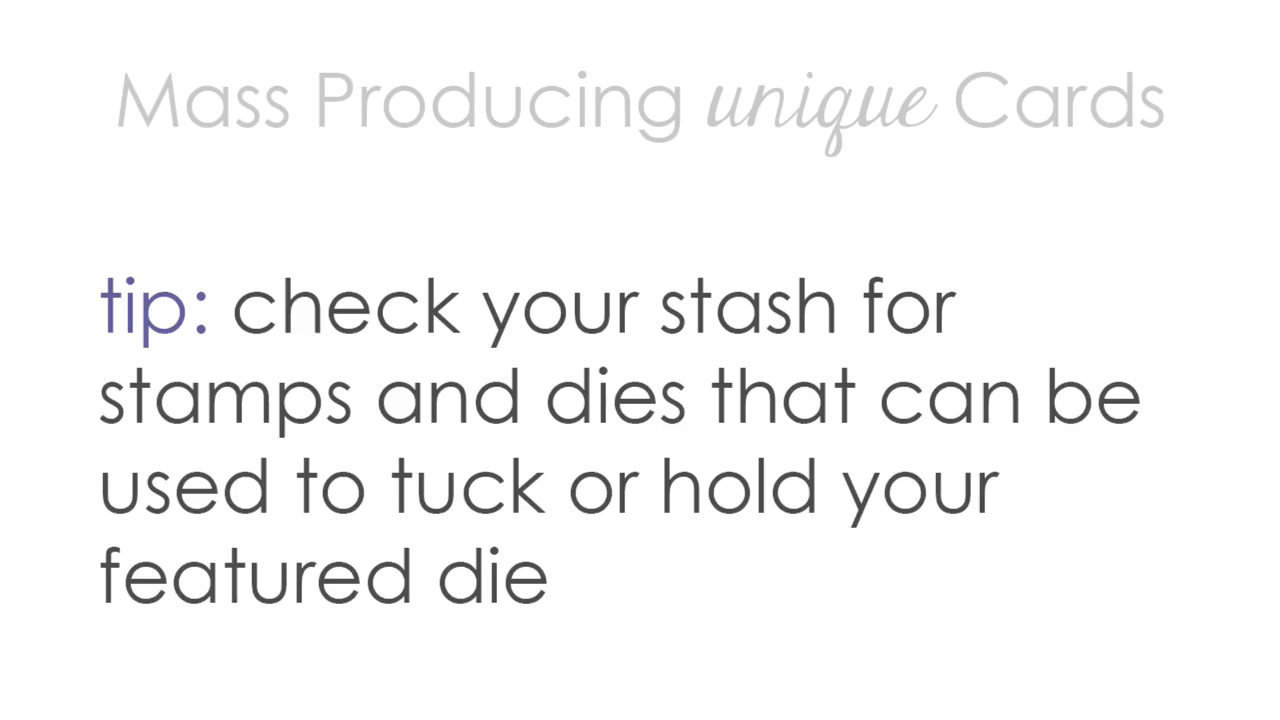 Mass Producing unique Cards
tip: check your stash for
stamps and dies that can be
used to tuck or hold your
featured die